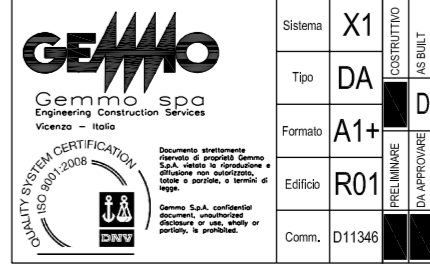 GEMMO
Gemmo spa
Engineering Construction Services
Vicenza – Italia
QUALITY SYSTEM CERTIFICATION
ISO 9001:2008
DNV
Documento strettamente
riservato di proprietà Gemmo
S.p.A. vietata la riproduzione e
diffusione non autorizzata,
totale o parziale, a termini di
legge.
Gemmo S.p.A. confidential
document, unauthorized
disclosure or use, wholly or
partially, is prohibited.
Sistema X1
Tipo DA
Formato A1+
Edificio R01
Comm. D11346
COSTRUTTIVO
AS BUILT
D
PRELIMINARE
DA APPROVARE